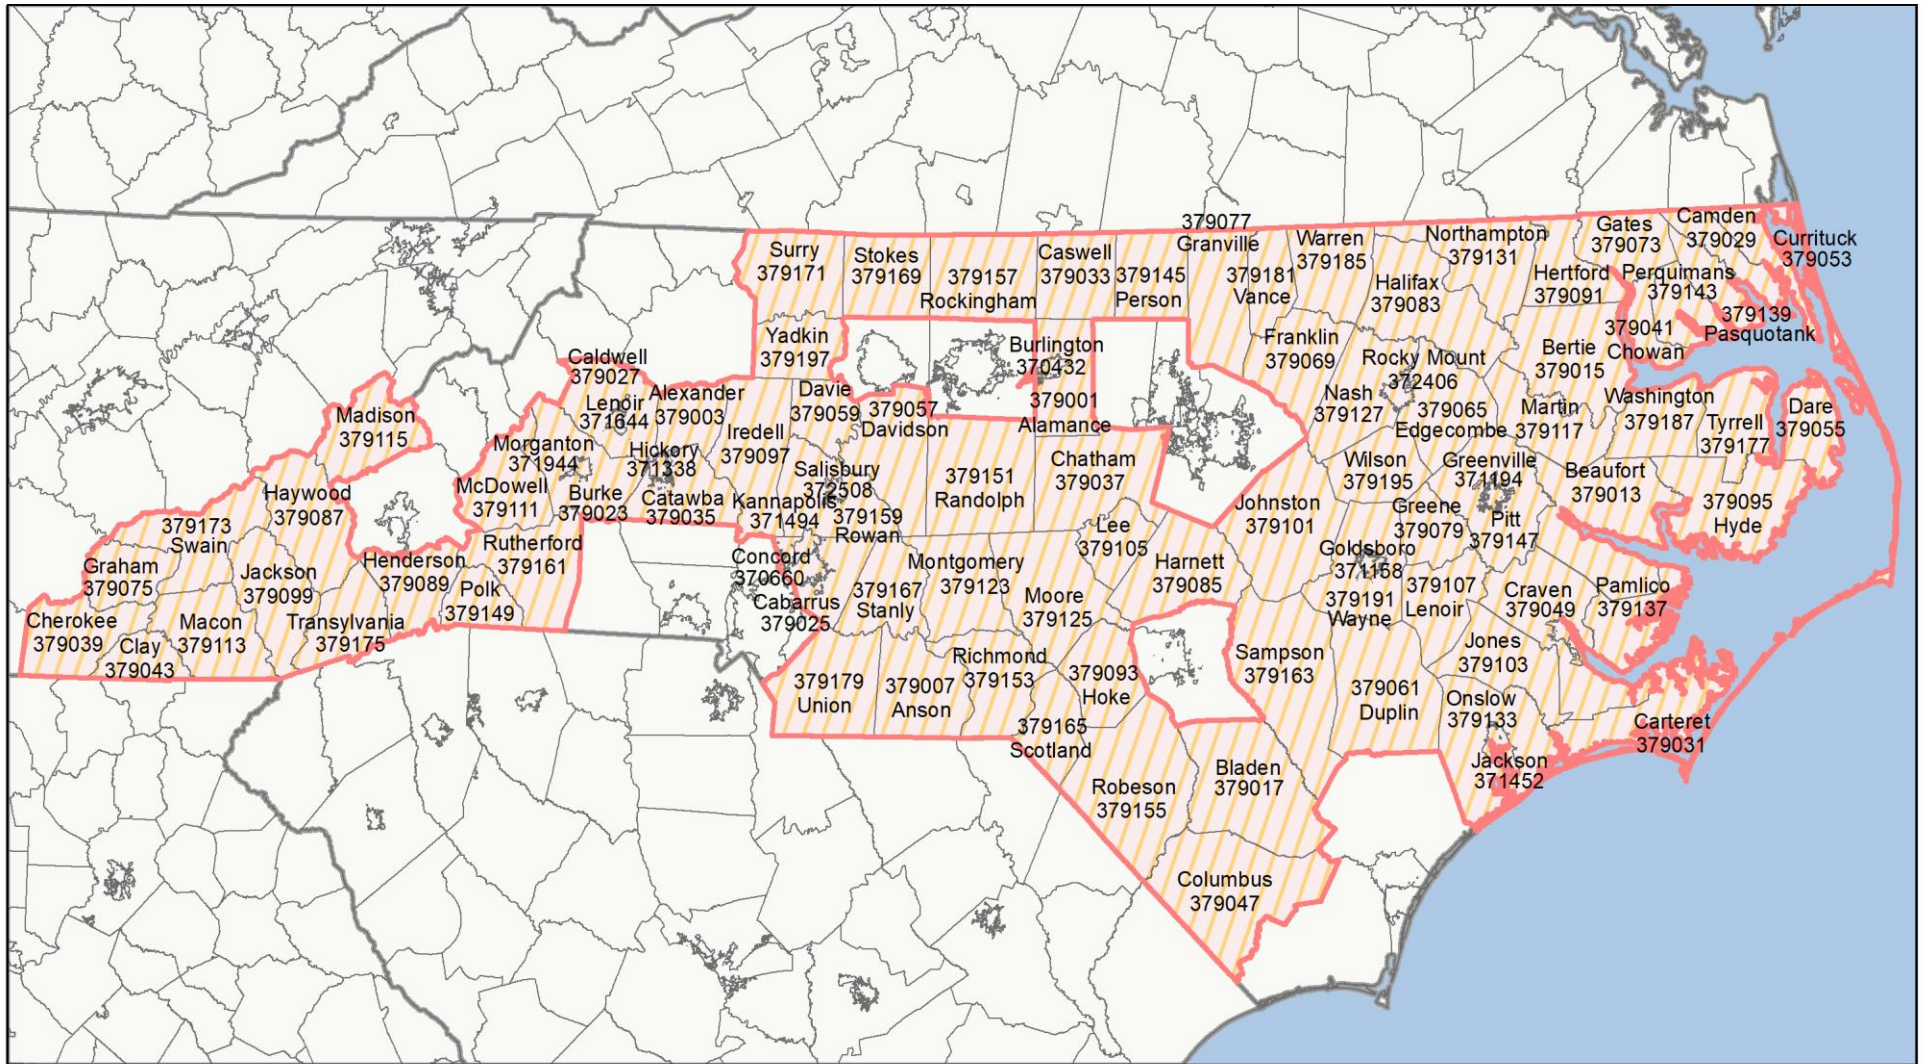 379077
Granville
Surry
379171
Stokes
379169
379157
Rockingham
Caswell
379033
379145
Person
379181
Vance
Warren
379185
Northampton
379131
Halifax
379083
Gates
379073
Camden
379029
Currituck
379053
Hertford
379091
Perquimans
379143
379139
Pasquotank
379041
Chowan
Yadkin
379197
Burlington
370432
379001
Alamance
Franklin
379069
Rocky Mount
372406
Bertie
379015
Caldwell
379027
Lenoir
371644
Alexander
379003
Davie
379059
379057
Davidson
Nash
379127
379065
Edgecombe
Martin
379117
Washington
379187
Tyrrell
379177
Dare
379055
Madison
379115
Morganton
371944
Hickory
371338
Iredell
379097
Salisbury
372508
379151
Randolph
Chatham
379037
Wilson
379195
Greenville
371194
Beaufort
379013
379095
Hyde
Haywood
379087
McDowell
379111
Burke
379023
Catawba
379035
Kannapolis
371494
379159
Rowan
Lee
379105
Johnston
379101
Greene
379079
Pitt
379147
379173
Swain
Graham
379075
Jackson
379099
Henderson
379089
Rutherford
379161
Polk
379149
Concord
370660
Cabarrus
379025
379167
Stanly
Montgomery
379123
Moore
379125
Harnett
379085
Goldsboro
371158
379191
Wayne
379107
Lenoir
Craven
379049
Pamlico
379137
Cherokee
379039
Clay
379043
Macon
379113
Transylvania
379175
379179
Union
379007
Anson
Richmond
379153
379093
Hoke
379165
Scotland
Sampson
379163
379061
Duplin
Jones
379103
Onslow
379133
Jackson
371452
Carteret
379031
Robeson
379155
Bladen
379017
Columbus
379047